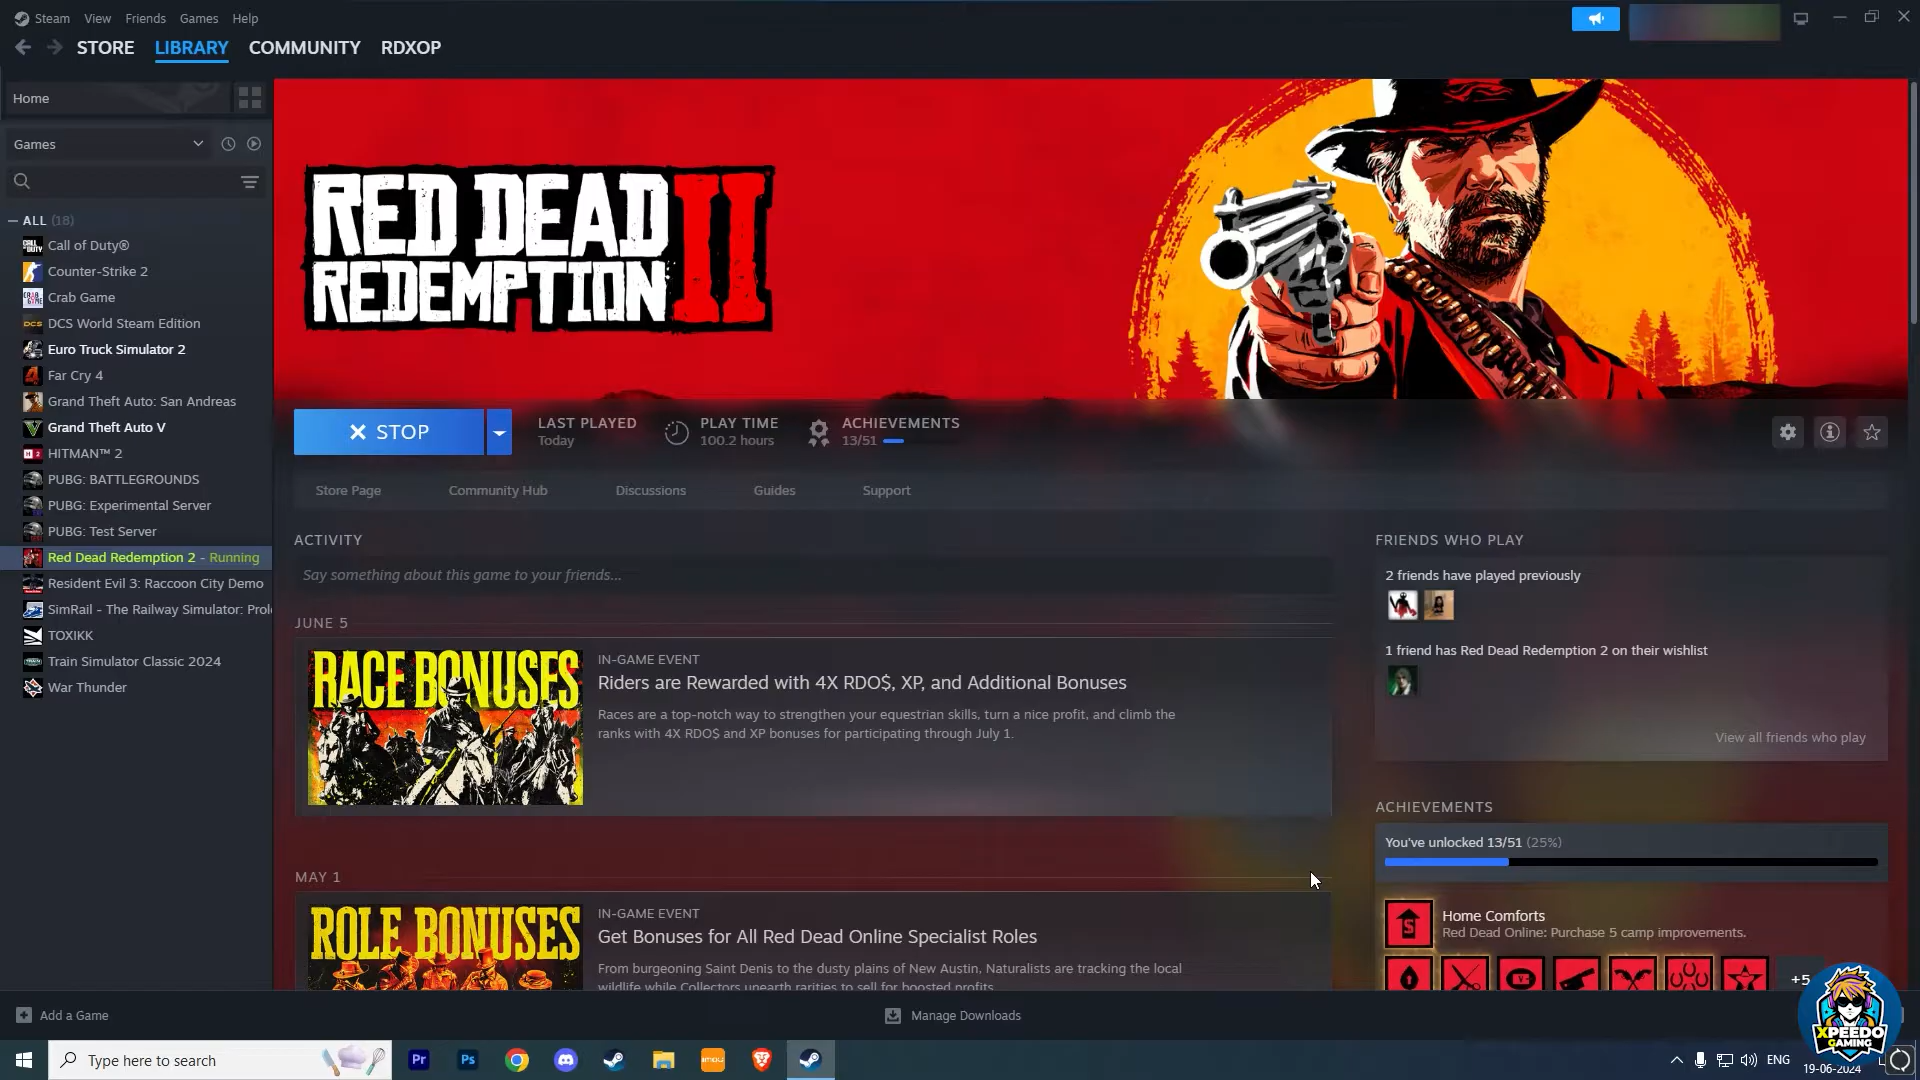 Steam View Friends Games Help
STORE LIBRARY COMMUNITY RDXOP
Home
Games
ALL (18)
Call of Duty®
Counter-Strike 2
Crab Game
DCS World Steam Edition
Euro Truck Simulator 2
Far Cry 4
Grand Theft Auto: San Andreas
Grand Theft Auto V
HITMAN™ 2
PUBG: BATTLEGROUNDS
PUBG: Experimental Server
PUBG: Test Server
Red Dead Redemption 2 - Running
Resident Evil 3: Raccoon City Demo
SimRail - The Railway Simulator: Prol
TOXIKK
Train Simulator Classic 2024
War Thunder
RED DEAD
REDEMPTION II
STOP
LAST PLAYED
Today
PLAY TIME
100.2 hours
ACHIEVEMENTS
13/51
Store Page Community Hub Discussions Guides Support
ACTIVITY
Say something about this game to your friends...
JUNE 5
RACE BONUSES
IN-GAME EVENT
Riders are Rewarded with 4X RDO$, XP, and Additional Bonuses
Races are a top-notch way to strengthen your equestrian skills, turn a nice profit, and climb the
ranks with 4X RDO$ and XP bonuses for participating through July 1.
MAY 1
ROLE BONUSES
IN-GAME EVENT
Get Bonuses for All Red Dead Online Specialist Roles
From burgeoning Saint Denis to the dusty plains of New Austin, Naturalists are tracking the local
wildlife while Collectors unearth rarities to sell for boosted profits.
FRIENDS WHO PLAY
2 friends have played previously
1 friend has Red Dead Redemption 2 on their wishlist
View all friends who play
ACHIEVEMENTS
You've unlocked 13/51 (25%)
Home Comforts
Red Dead Online: Purchase 5 camp improvements.
+5
XPEEDO
GAMING
Add a Game
Manage Downloads
Type here to search
Pr
Ps
ENG
19-06-2024